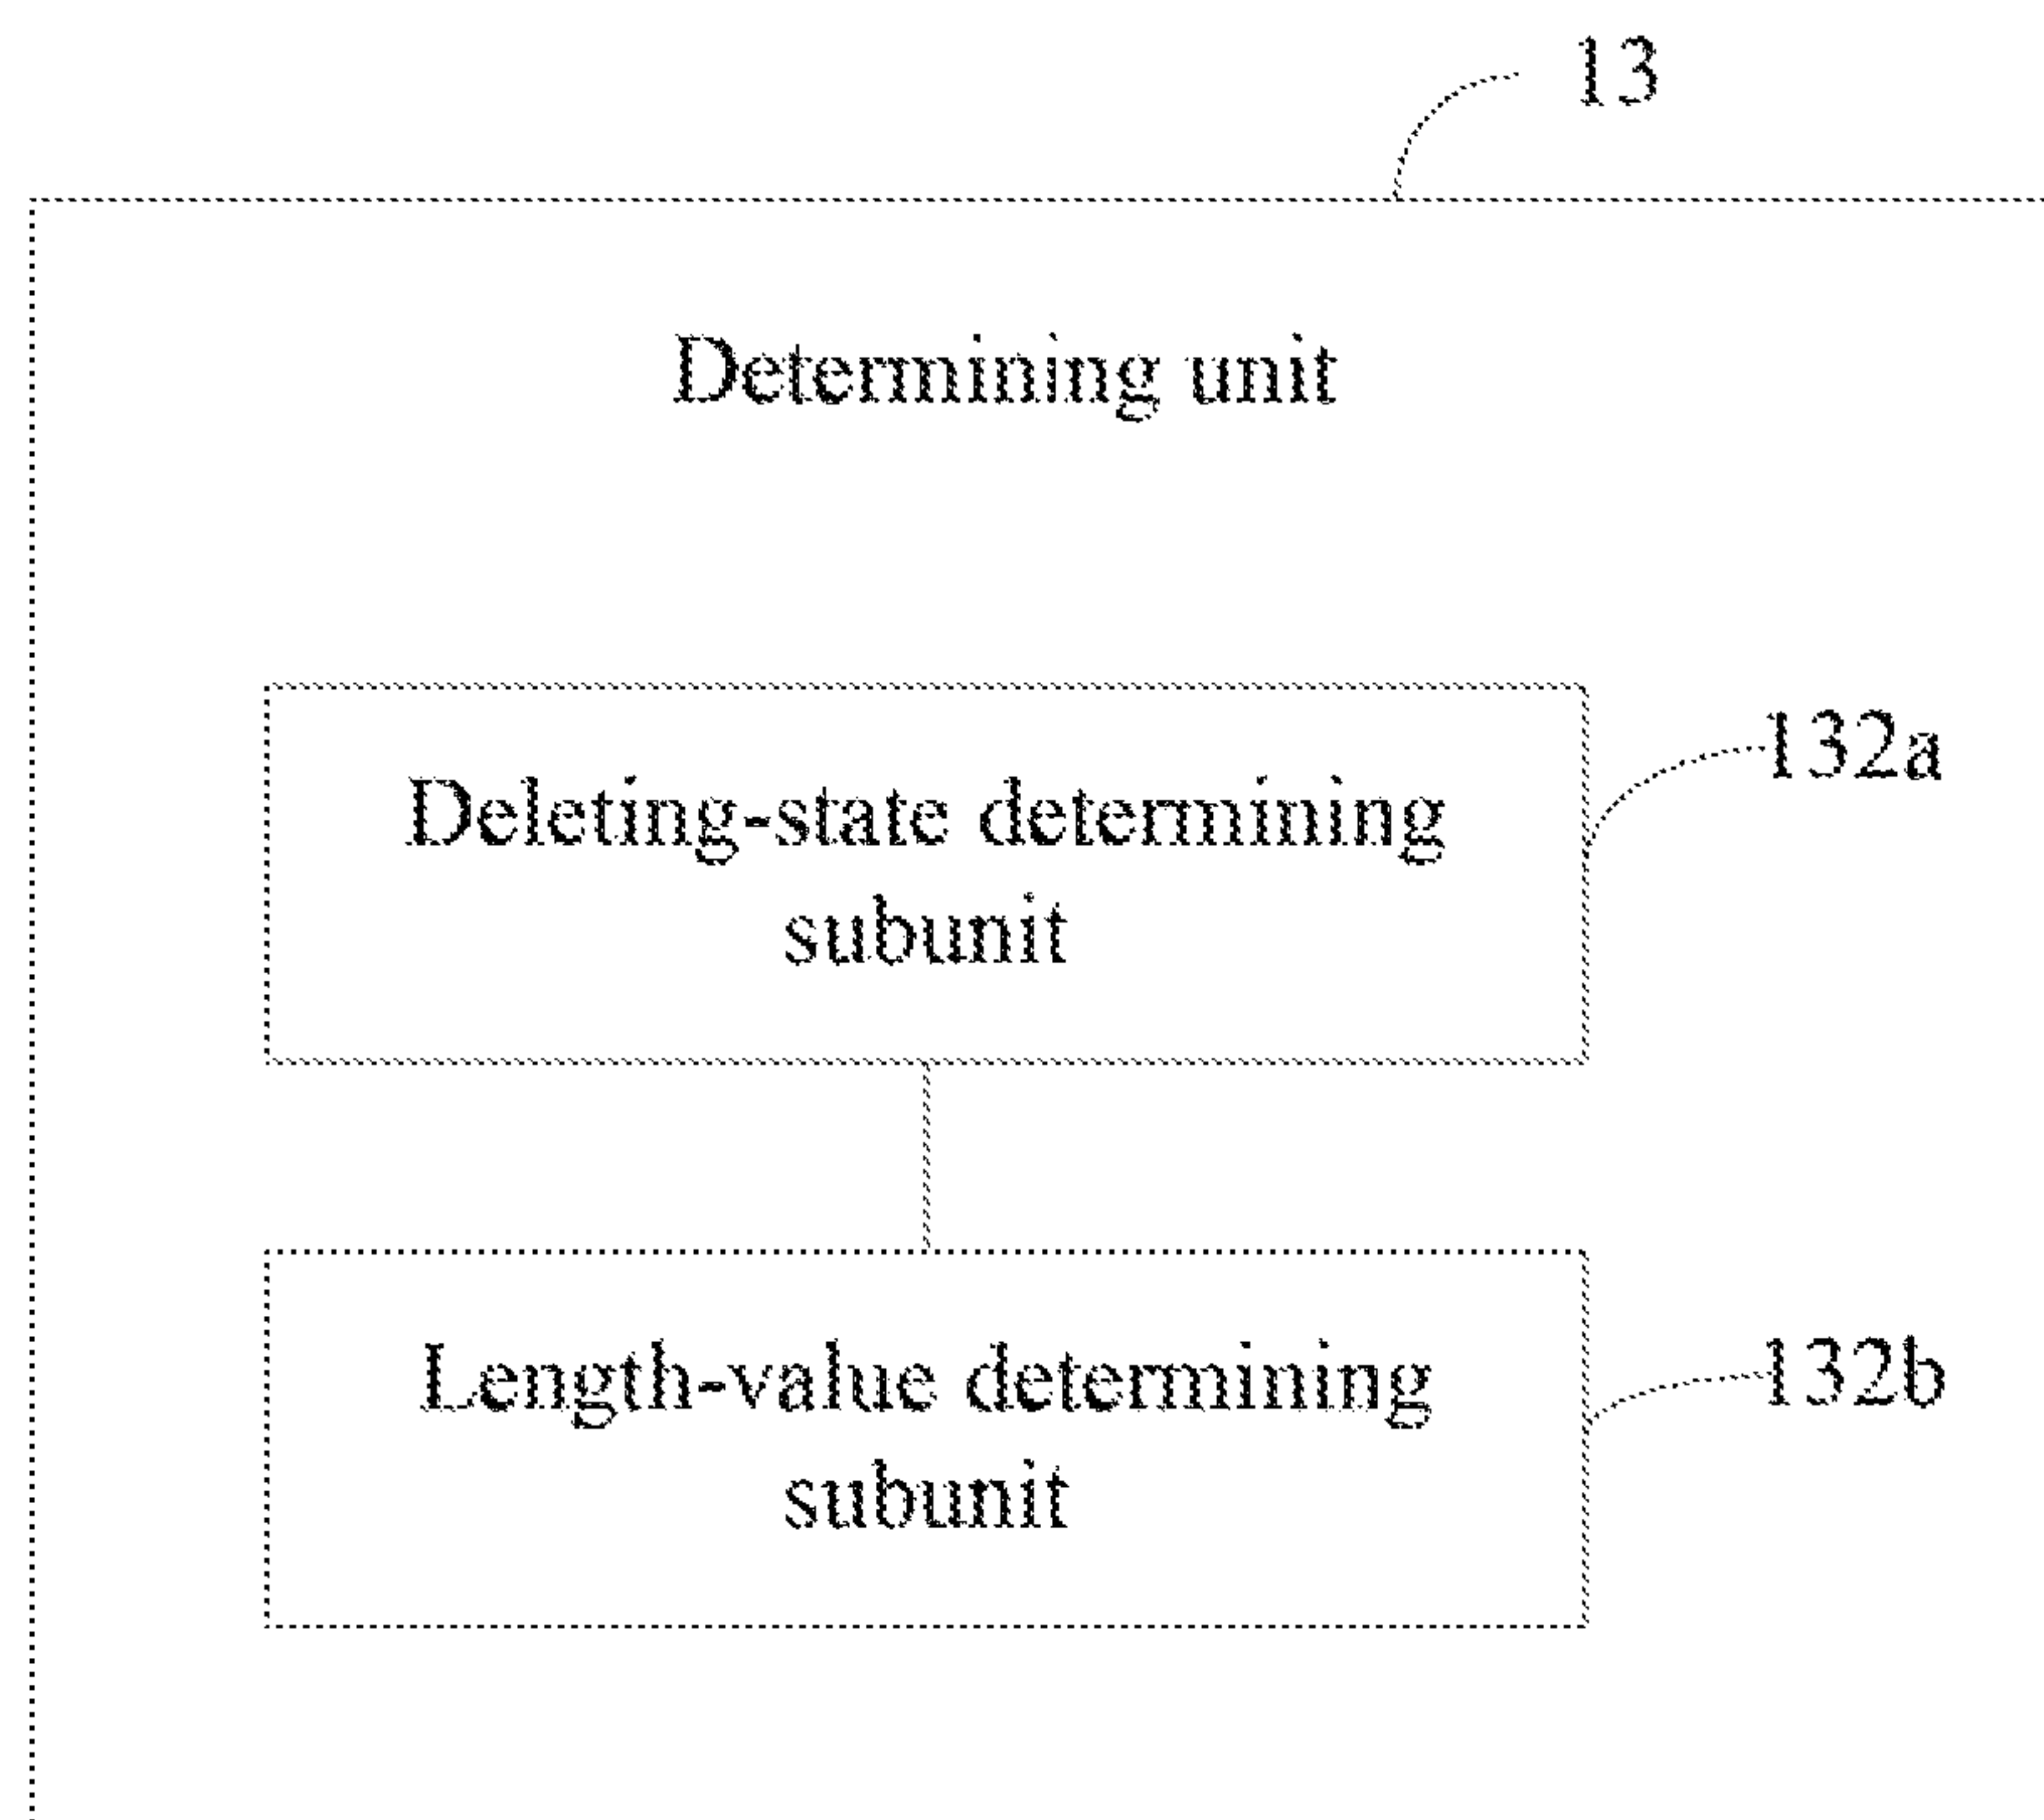 13
Determining unit
Deleting-state determining
subunit
132a
Length-value determining
subunit
132b